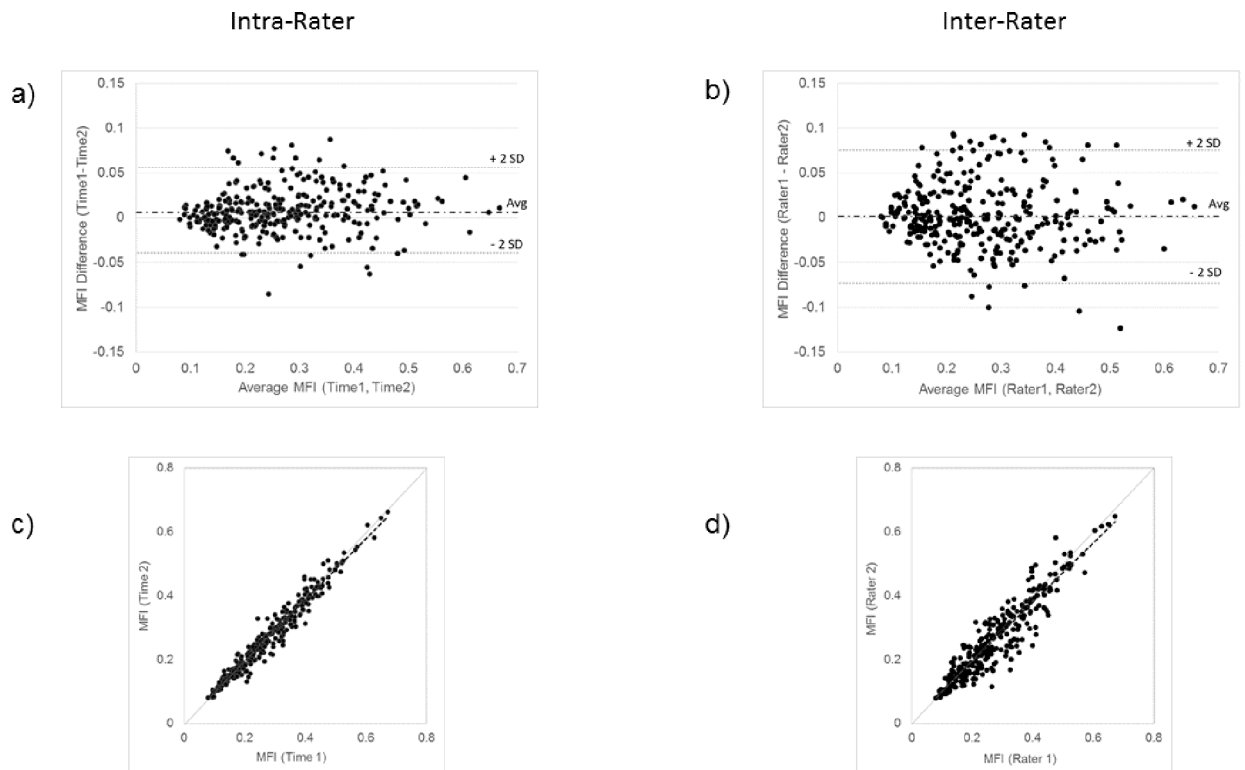 Intra-Rater
Inter-Rater
a)
MFI Difference (Time1-Time2)
0.15
0.1
0.05
0
-0.05
-0.1
-0.15
+ 2 SD
Avg
- 2 SD
0 0.1 0.2 0.3 0.4 0.5 0.6 0.7
Average MFI (Time1, Time2)
b)
MFI Difference (Rater1 - Rater2)
0.15
0.1
0.05
0
-0.05
-0.1
-0.15
+ 2 SD
Avg
- 2 SD
0 0.1 0.2 0.3 0.4 0.5 0.6 0.7
Average MFI (Rater1, Rater2)
c)
MFI (Time 2)
0.8
0.6
0.4
0.2
0
0 0.2 0.4 0.6 0.8
MFI (Time 1)
d)
MFI (Rater 2)
0.8
0.6
0.4
0.2
0
0 0.2 0.4 0.6 0.8
MFI (Rater 1)